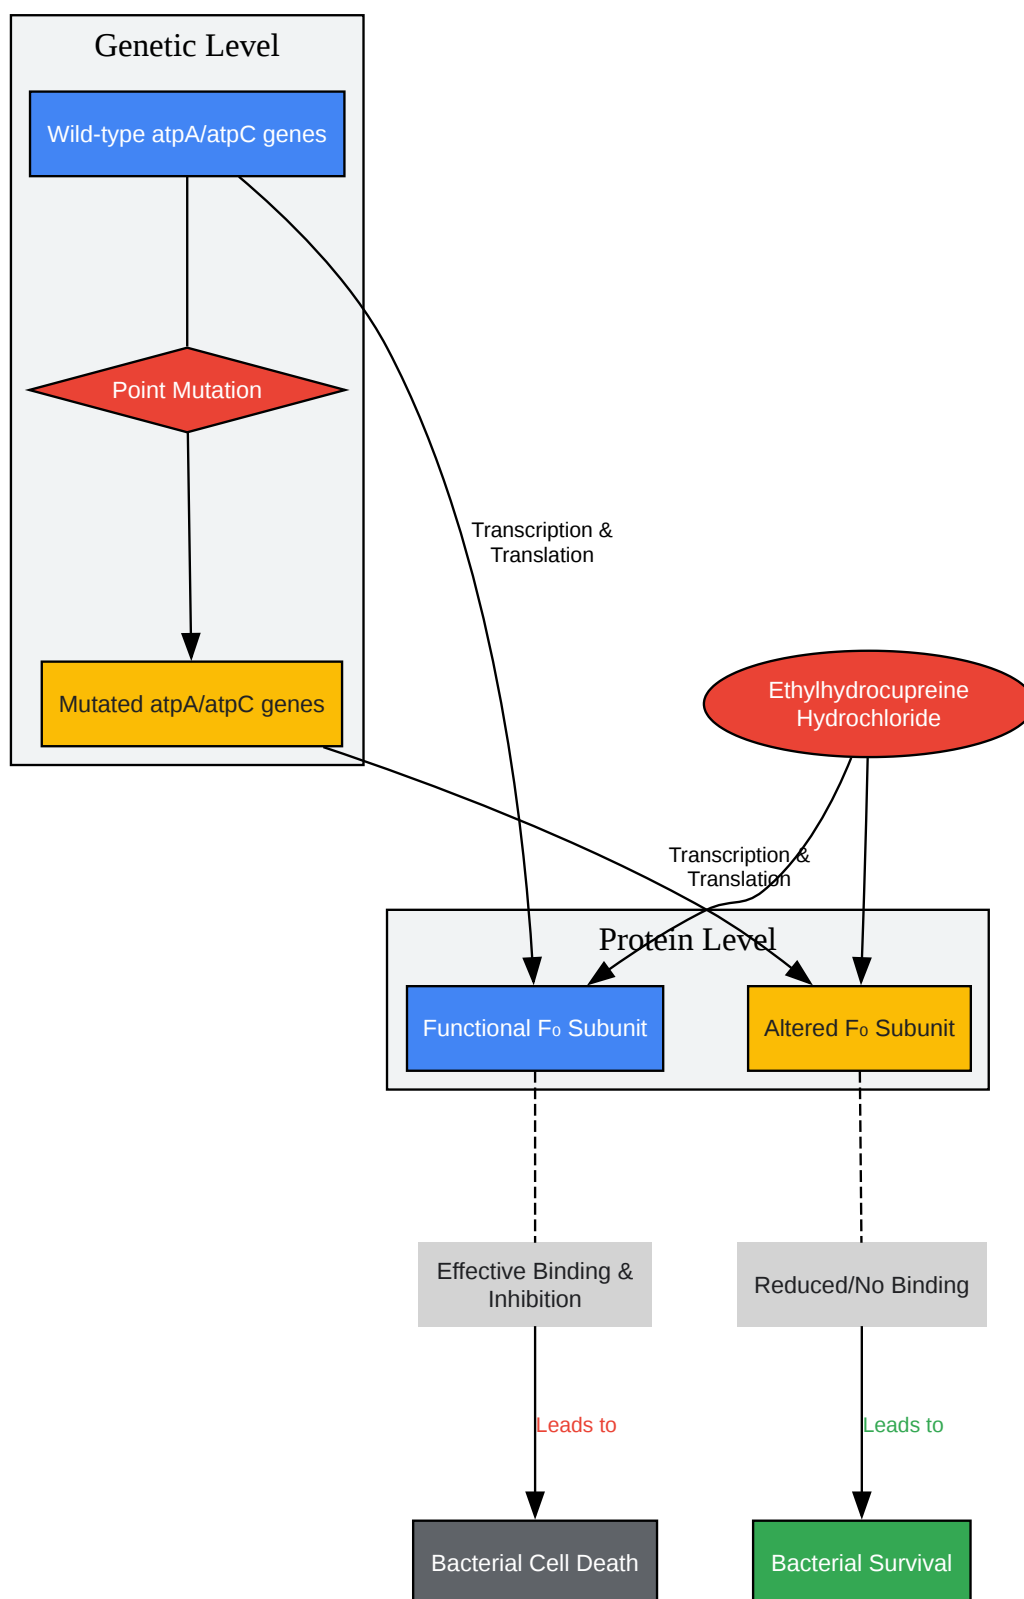 Genetic Level
Wild-type atpA/atpC genes
Point Mutation
Transcription &
Translation
Mutated atpA/atpC genes
Ethylhydrocupreine
Hydrochloride
Transcription &
Translation
Protein Level
Functional F₀ Subunit
Altered F₀ Subunit
Effective Binding &
Inhibition
Reduced/No Binding
Leads to
Leads to
Bacterial Cell Death
Bacterial Survival